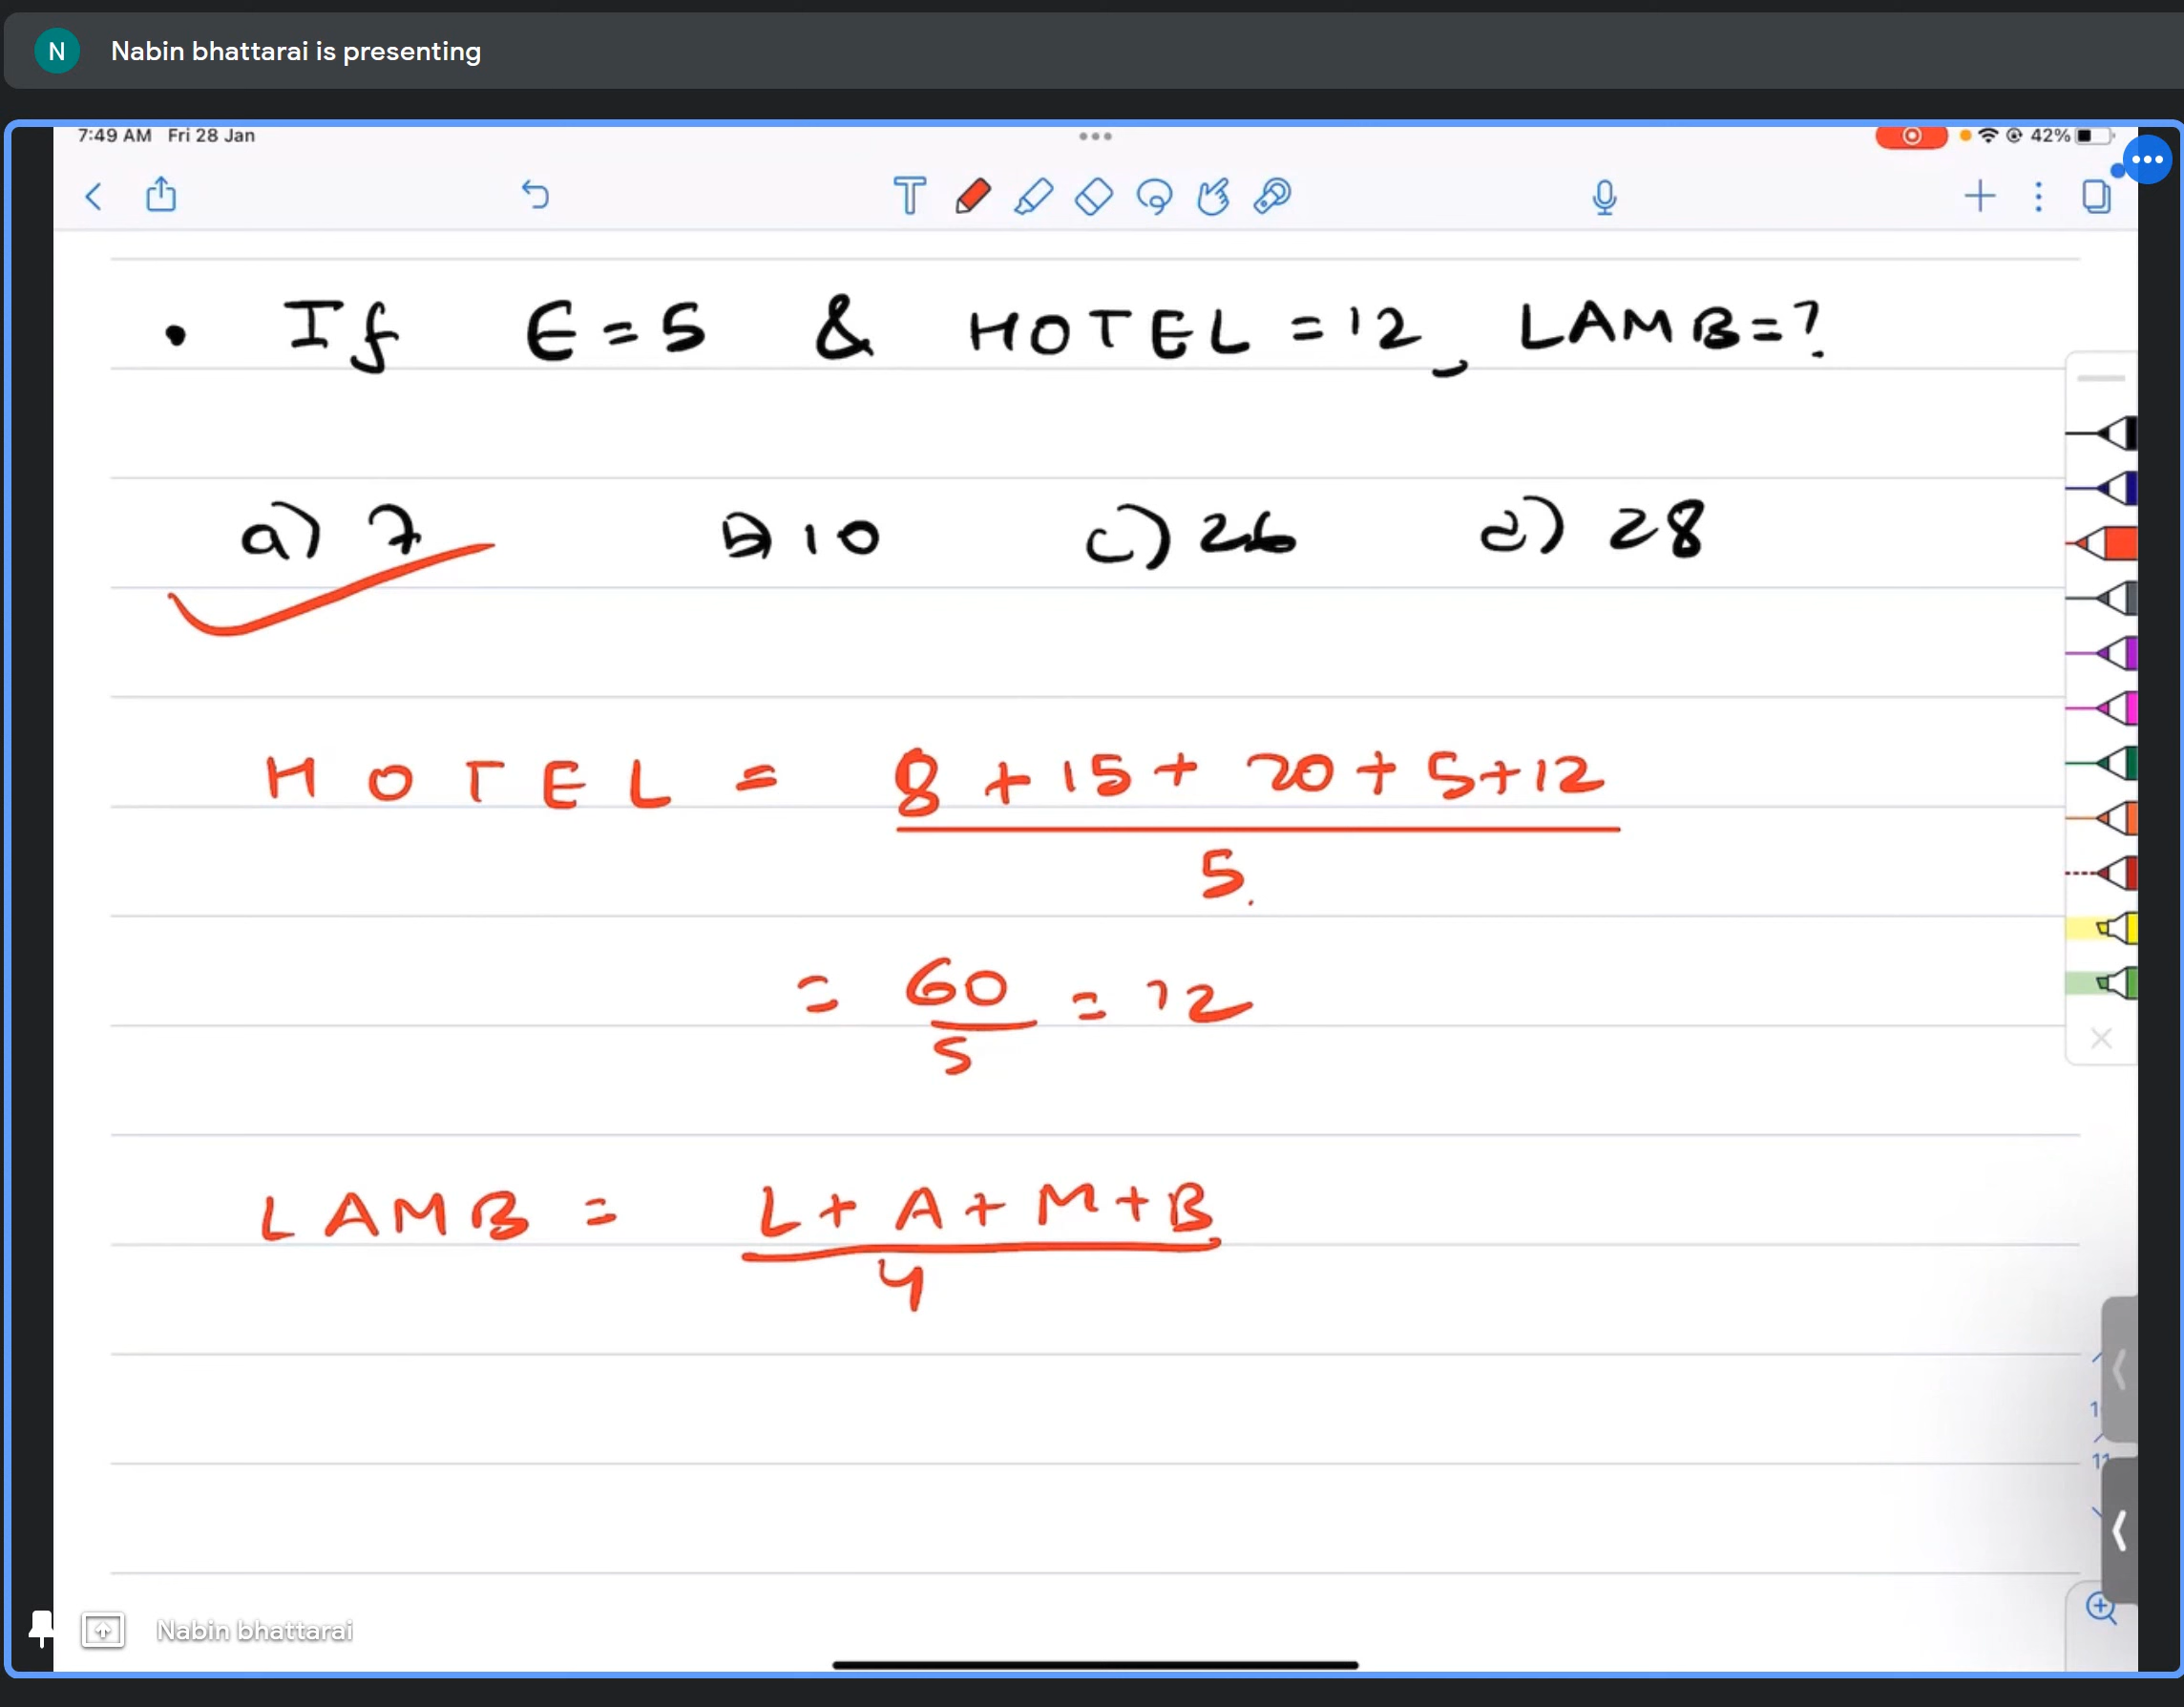 N Nabin bhattarai is presenting
7:49 AM Fri 28 Jan
42%
T
• If E=5 & HOTEL=12, LAMB=?
a) 7 b) 10 c) 26 d) 28
HOTEL = 8+15+20+5+12
5.
= 60 = 12
5
LAMB = L+A+M+B
4
Nabin bhattarai